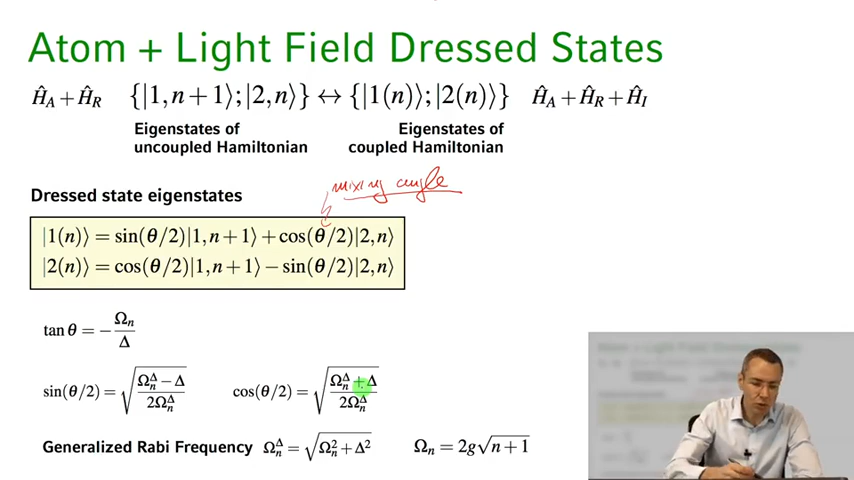 Atom + Light Field Dressed States
Ĥ_A + Ĥ_R {|1, n+1⟩; |2, n⟩} ↔ {|1(n)⟩; |2(n)⟩} Ĥ_A + Ĥ_R + Ĥ_I
Eigenstates of uncoupled Hamiltonian
Eigenstates of coupled Hamiltonian
mixing angle
Dressed state eigenstates
|1(n)⟩ = sin(θ/2)|1, n+1⟩ + cos(θ/2)|2, n⟩
|2(n)⟩ = cos(θ/2)|1, n+1⟩ − sin(θ/2)|2, n⟩
tan θ = −Ω_n/Δ
sin(θ/2) = √((Ω_n^Δ − Δ)/(2Ω_n^Δ)) cos(θ/2) = √((Ω_n^Δ + Δ)/(2Ω_n^Δ))
Generalized Rabi Frequency Ω_n^Δ = √(Ω_n^2 + Δ^2) Ω_n = 2g√(n+1)